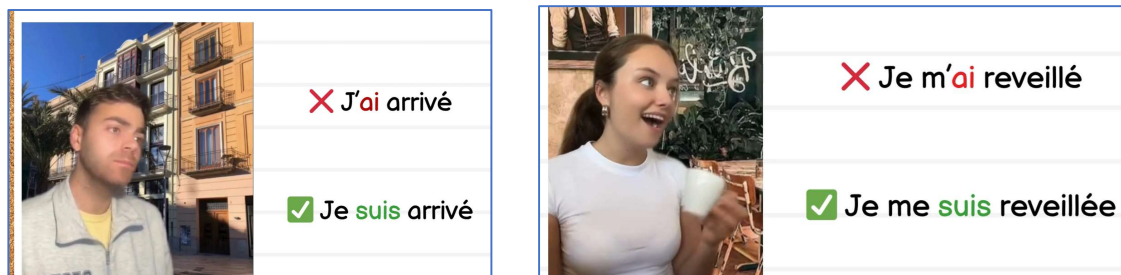 ❌ J'ai arrivé
✅ Je suis arrivé
❌ Je m'ai reveillé
✅ Je me suis reveillée